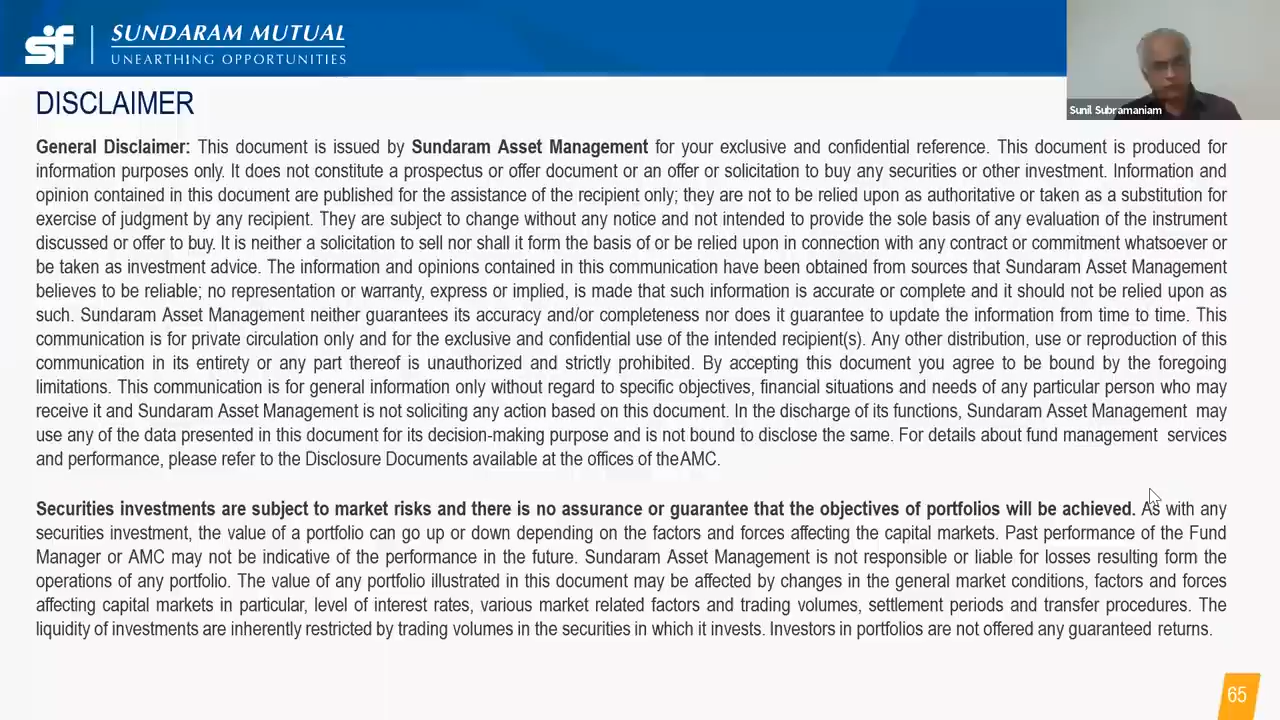 SUNDARAM MUTUAL
UNEARTHING OPPORTUNITIES
Sunil Subramaniam
DISCLAIMER
General Disclaimer: This document is issued by Sundaram Asset Management for your exclusive and confidential reference. This document is produced for
information purposes only. It does not constitute a prospectus or offer document or an offer or solicitation to buy any securities or other investment. Information and
opinion contained in this document are published for the assistance of the recipient only; they are not to be relied upon as authoritative or taken as a substitution for
exercise of judgment by any recipient. They are subject to change without any notice and not intended to provide the sole basis of any evaluation of the instrument
discussed or offer to buy. It is neither a solicitation to sell nor shall it form the basis of or be relied upon in connection with any contract or commitment whatsoever or
be taken as investment advice. The information and opinions contained in this communication have been obtained from sources that Sundaram Asset Management
believes to be reliable; no representation or warranty, express or implied, is made that such information is accurate or complete and it should not be relied upon as
such. Sundaram Asset Management neither guarantees its accuracy and/or completeness nor does it guarantee to update the information from time to time. This
communication is for private circulation only and for the exclusive and confidential use of the intended recipient(s). Any other distribution, use or reproduction of this
communication in its entirety or any part thereof is unauthorized and strictly prohibited. By accepting this document you agree to be bound by the foregoing
limitations. This communication is for general information only without regard to specific objectives, financial situations and needs of any particular person who may
receive it and Sundaram Asset Management is not soliciting any action based on this document. In the discharge of its functions, Sundaram Asset Management may
use any of the data presented in this document for its decision-making purpose and is not bound to disclose the same. For details about fund management services
and performance, please refer to the Disclosure Documents available at the offices of theAMC.
Securities investments are subject to market risks and there is no assurance or guarantee that the objectives of portfolios will be achieved. As with any
securities investment, the value of a portfolio can go up or down depending on the factors and forces affecting the capital markets. Past performance of the Fund
Manager or AMC may not be indicative of the performance in the future. Sundaram Asset Management is not responsible or liable for losses resulting form the
operations of any portfolio. The value of any portfolio illustrated in this document may be affected by changes in the general market conditions, factors and forces
affecting capital markets in particular, level of interest rates, various market related factors and trading volumes, settlement periods and transfer procedures. The
liquidity of investments are inherently restricted by trading volumes in the securities in which it invests. Investors in portfolios are not offered any guaranteed returns.
65